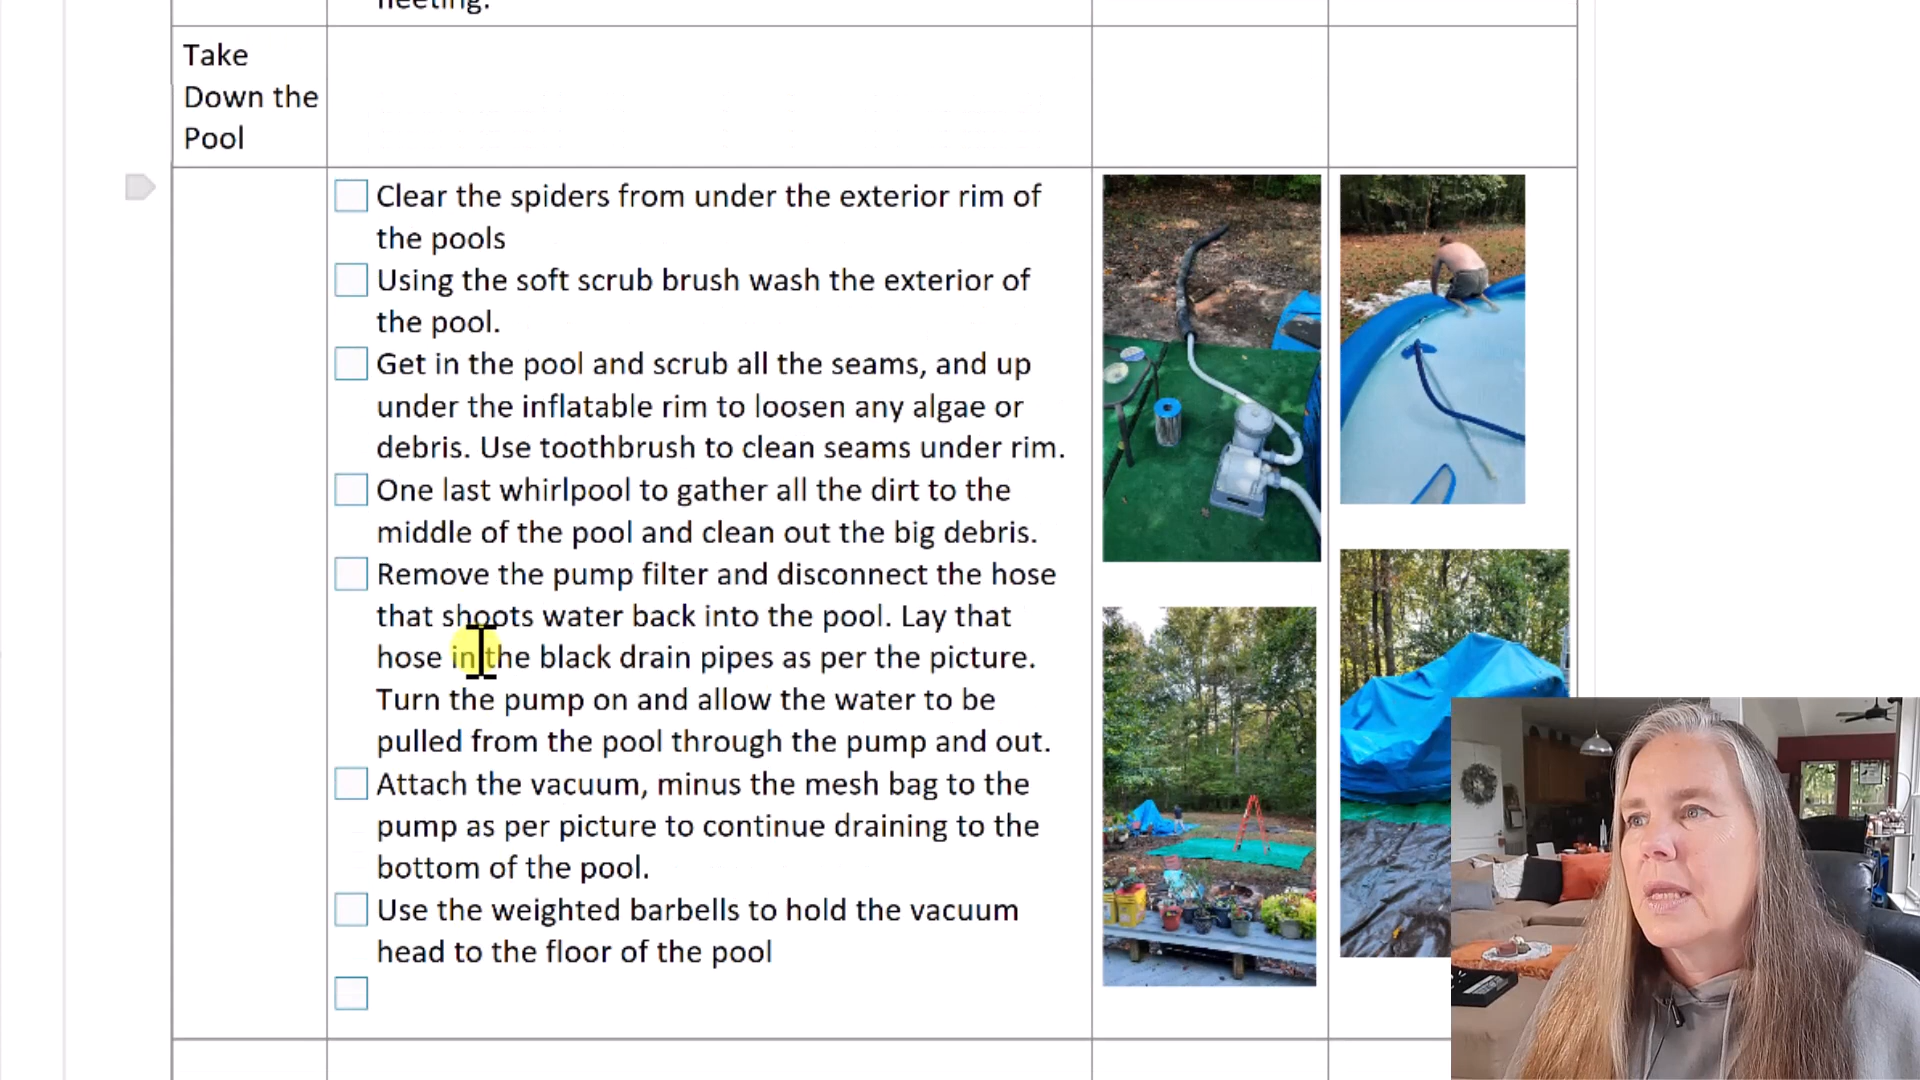 meeting.
Take
Down the
Pool
Clear the spiders from under the exterior rim of
the pools
Using the soft scrub brush wash the exterior of
the pool.
Get in the pool and scrub all the seams, and up
under the inflatable rim to loosen any algae or
debris. Use toothbrush to clean seams under rim.
One last whirlpool to gather all the dirt to the
middle of the pool and clean out the big debris.
Remove the pump filter and disconnect the hose
that shoots water back into the pool. Lay that
hose in the black drain pipes as per the picture.
Turn the pump on and allow the water to be
pulled from the pool through the pump and out.
Attach the vacuum, minus the mesh bag to the
pump as per picture to continue draining to the
bottom of the pool.
Use the weighted barbells to hold the vacuum
head to the floor of the pool